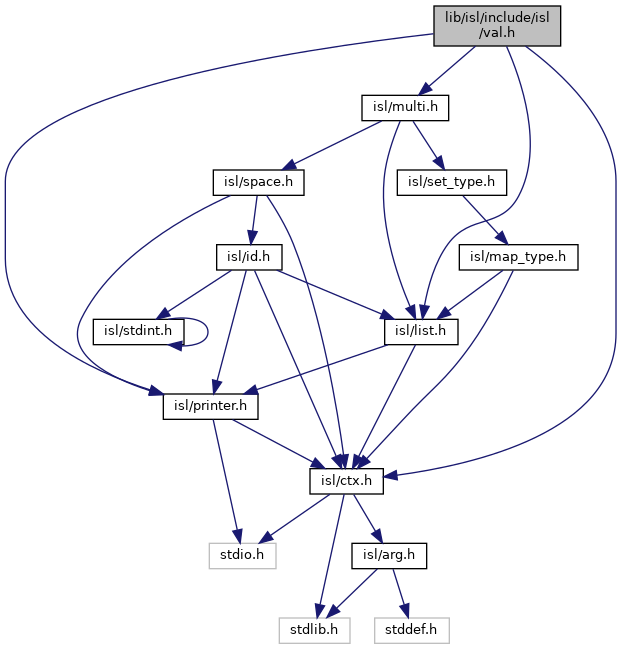 lib/isl/include/isl
/val.h
isl/multi.h
isl/space.h
isl/set_type.h
isl/id.h
isl/map_type.h
isl/stdint.h
isl/list.h
isl/printer.h
isl/ctx.h
stdio.h
isl/arg.h
stdlib.h
stddef.h